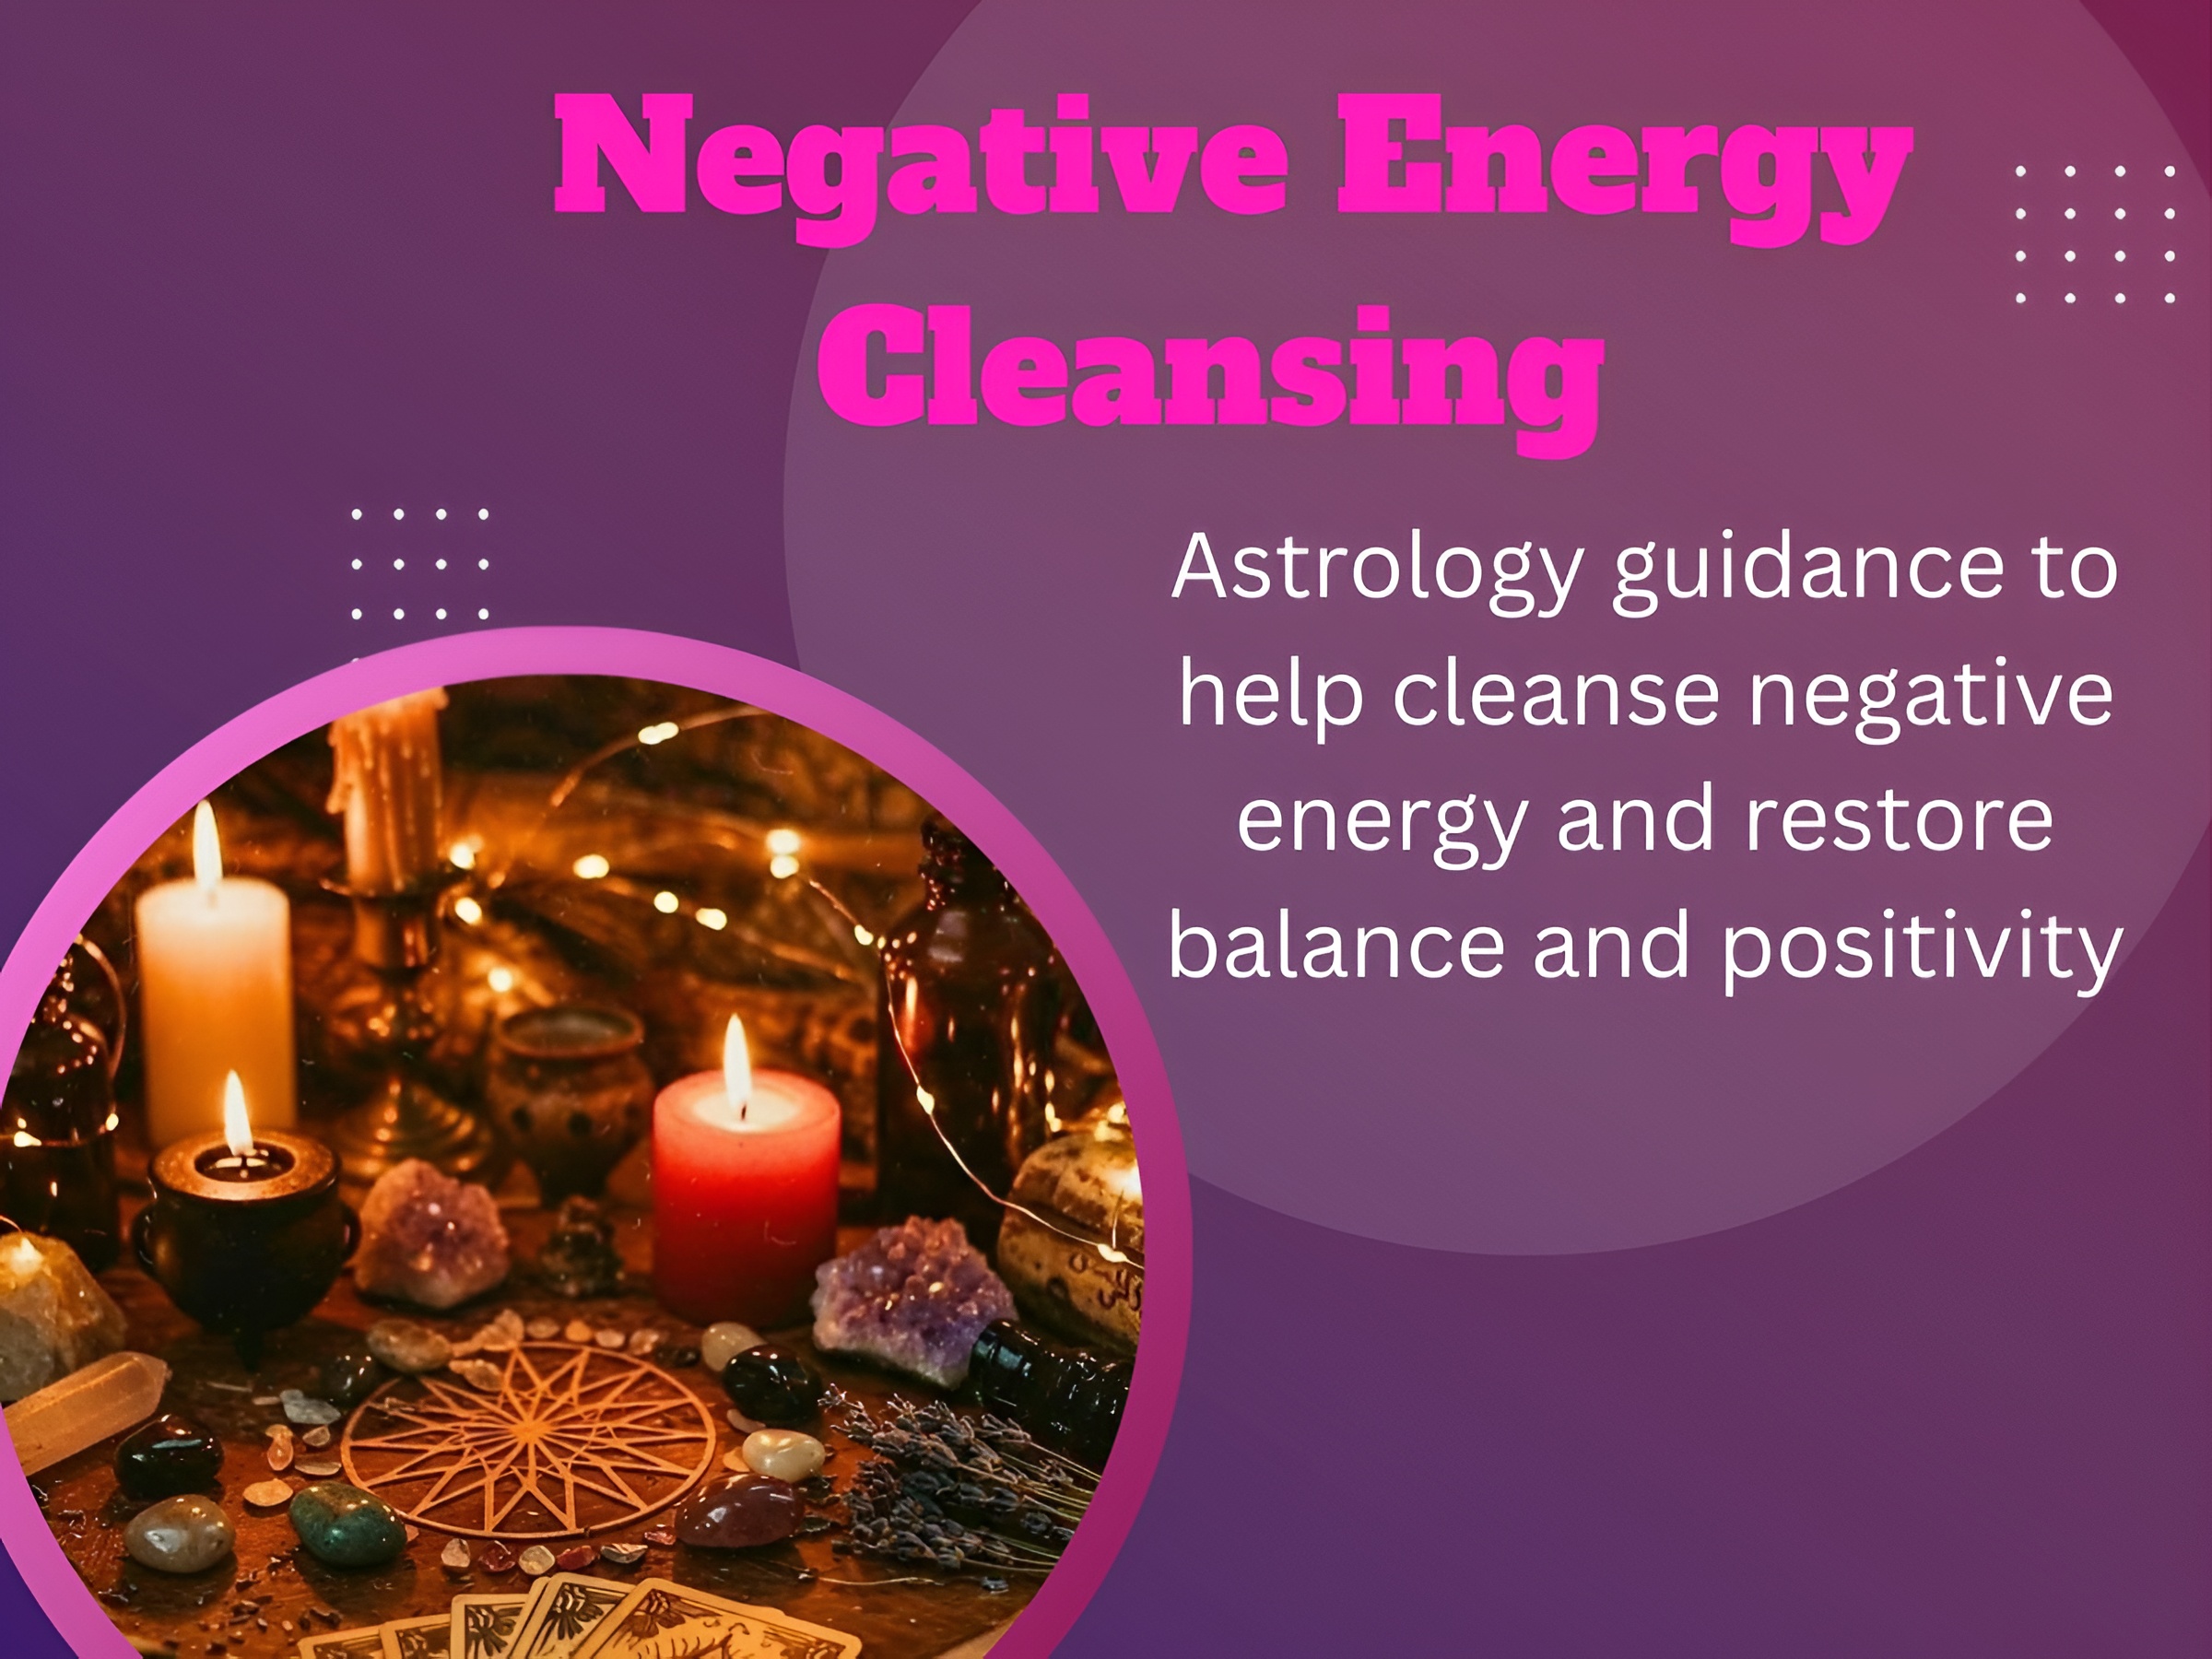 Negative Energy
Cleansing
Astrology guidance to
help cleanse negative
energy and restore
balance and positivity